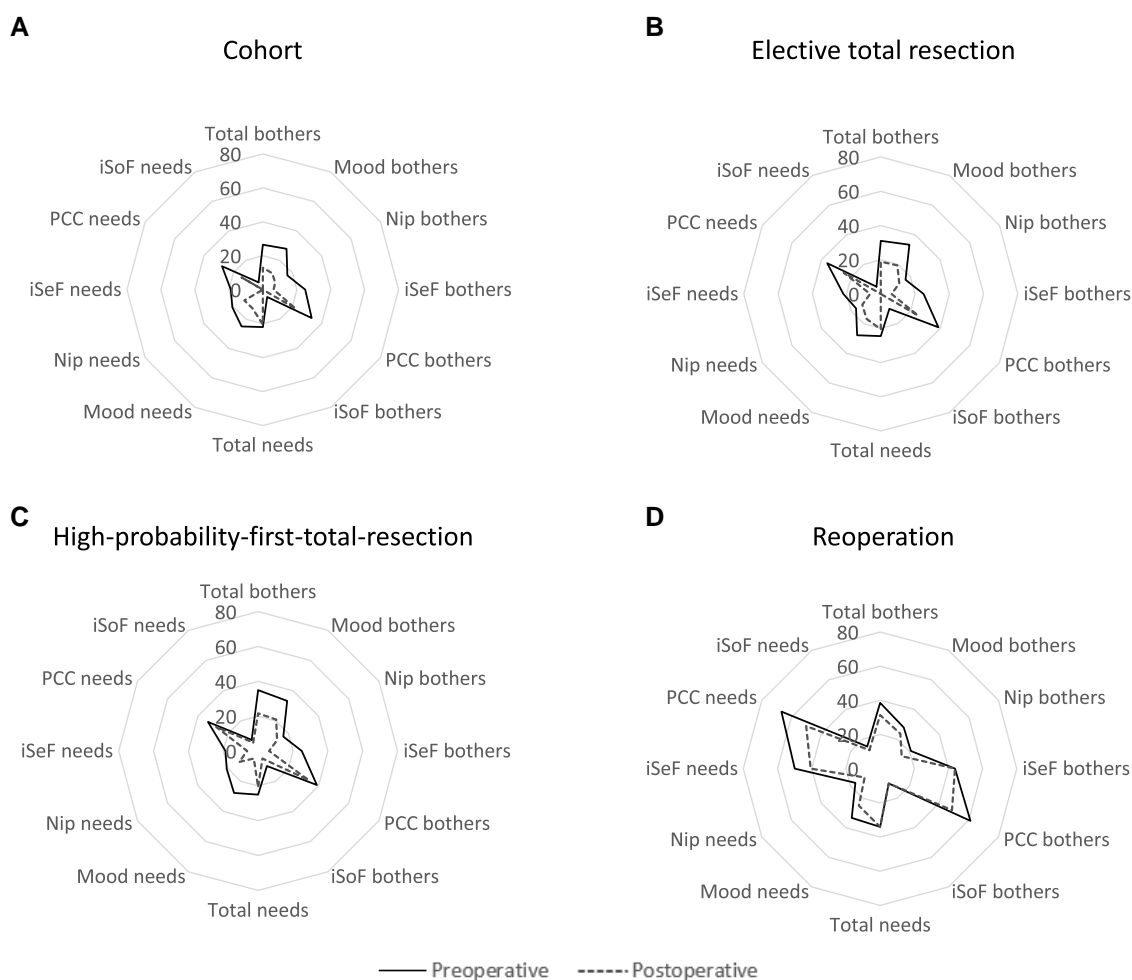 A
Cohort
Total bothers
80
iSoF needs
Mood bothers
60
PCC needs
Nip bothers
40
20
iSeF needs
0
iSeF bothers
Nip needs
PCC bothers
Mood needs
iSoF bothers
Total needs
B
Elective total resection
Total bothers
80
iSoF needs
Mood bothers
60
PCC needs
Nip bothers
40
20
iSeF needs
0
iSeF bothers
Nip needs
PCC bothers
Mood needs
iSoF bothers
Total needs
C
High-probability-first-total-resection
Total bothers
80
iSoF needs
Mood bothers
60
PCC needs
Nip bothers
40
20
iSeF needs
0
iSeF bothers
Nip needs
PCC bothers
Mood needs
iSoF bothers
Total needs
D
Reoperation
Total bothers
80
iSoF needs
Mood bothers
60
PCC needs
Nip bothers
40
20
iSeF needs
0
iSeF bothers
Nip needs
PCC bothers
Mood needs
iSoF bothers
Total needs
Preoperative
Postoperative